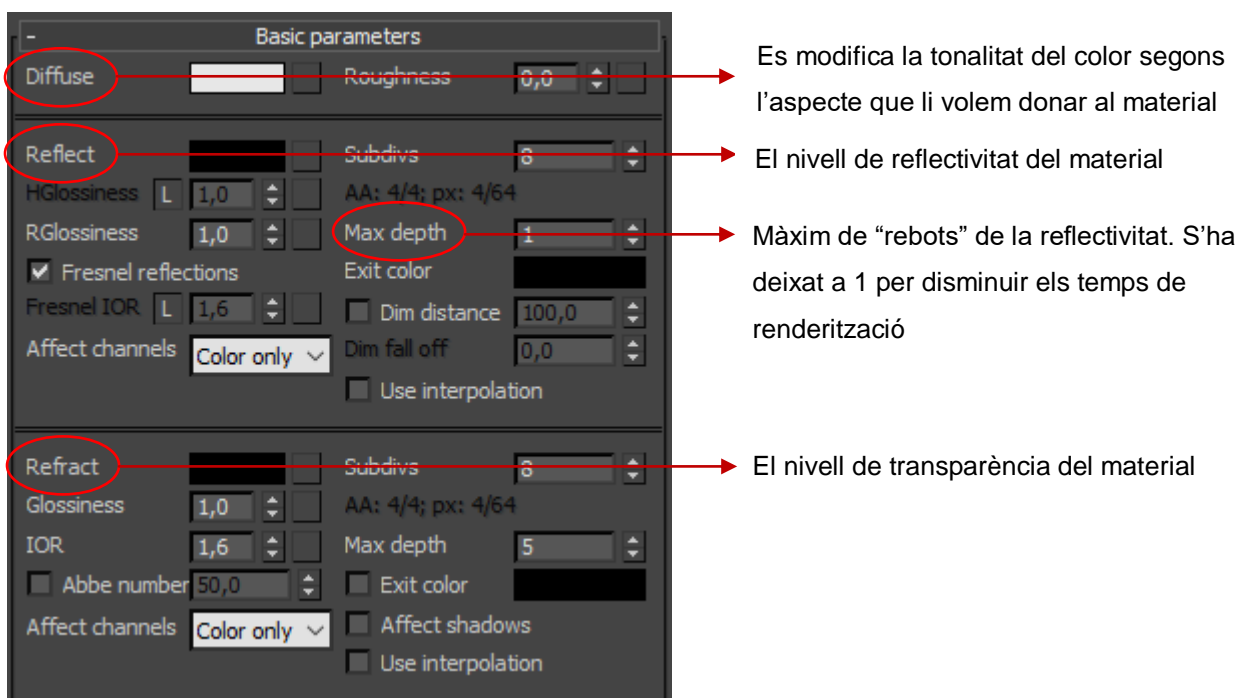 - Basic parameters
Diffuse Roughness 0,0
Es modifica la tonalitat del color segons
l’aspecte que li volem donar al material
Reflect Subdivs 8
El nivell de reflectivitat del material
HGlossiness L 1,0 AA: 4/4; px: 4/64
RGlossiness 1,0 Max depth 1
Màxim de “rebots” de la reflectivitat. S’ha
deixat a 1 per disminuir els temps de
renderització
Fresnel reflections Exit color
Fresnel IOR L 1,6 Dim distance 100,0
Affect channels Color only Dim fall off 0,0
Use interpolation
Refract Subdivs 8
El nivell de transparència del material
Glossiness 1,0 AA: 4/4; px: 4/64
IOR 1,6 Max depth 5
Abbe number 50,0 Exit color
Affect channels Color only Affect shadows
Use interpolation